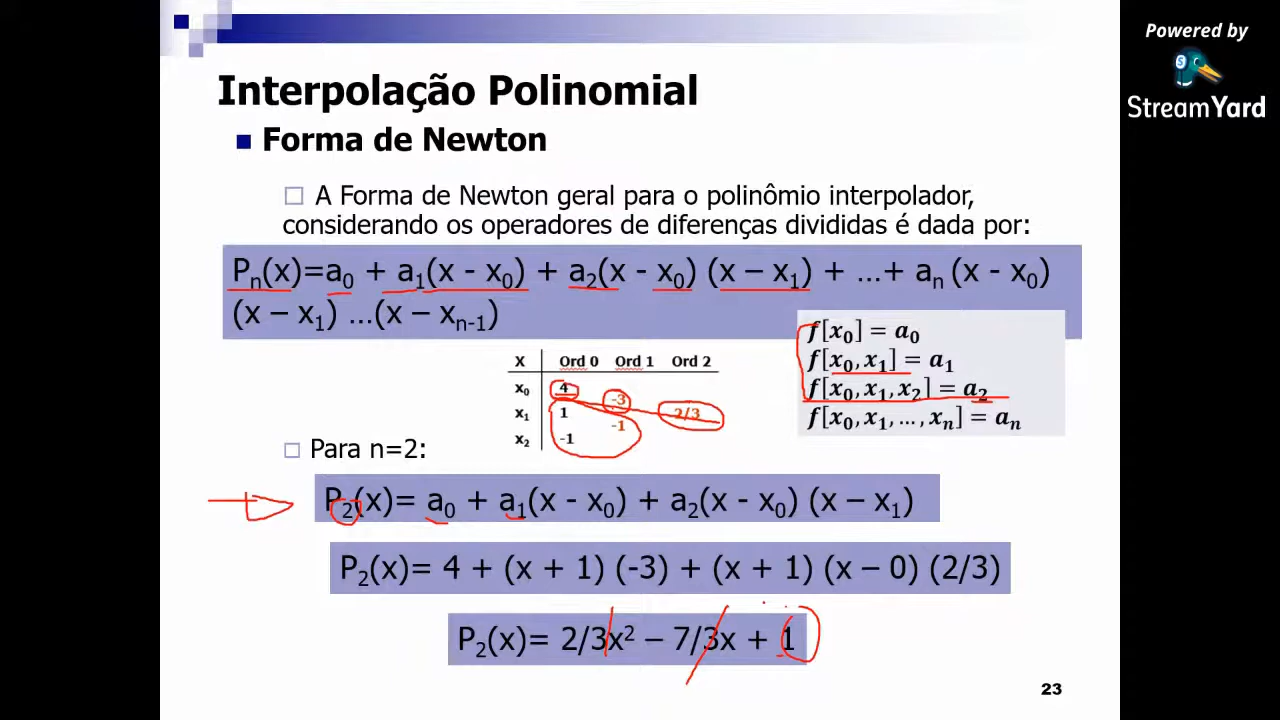 Powered by
StreamYard
Interpolação Polinomial
Forma de Newton
A Forma de Newton geral para o polinômio interpolador,
considerando os operadores de diferenças divididas é dada por:
Pₙ(x)=a₀ + a₁(x - x₀) + a₂(x - x₀) (x – x₁) + ...+ aₙ (x - x₀)
(x – x₁) ...(x – xₙ₋₁)
f[x₀] = a₀
f[x₀, x₁] = a₁
f[x₀, x₁, x₂] = a₂
f[x₀, x₁, ..., xₙ] = aₙ
X Ord 0 Ord 1 Ord 2
x₀ 4
-3
x₁ 1 2/3
-1
x₂ -1
Para n=2:
P₂(x)= a₀ + a₁(x - x₀) + a₂(x - x₀) (x – x₁)
P₂(x)= 4 + (x + 1) (-3) + (x + 1) (x – 0) (2/3)
P₂(x)= 2/3x² – 7/3x + 1
23